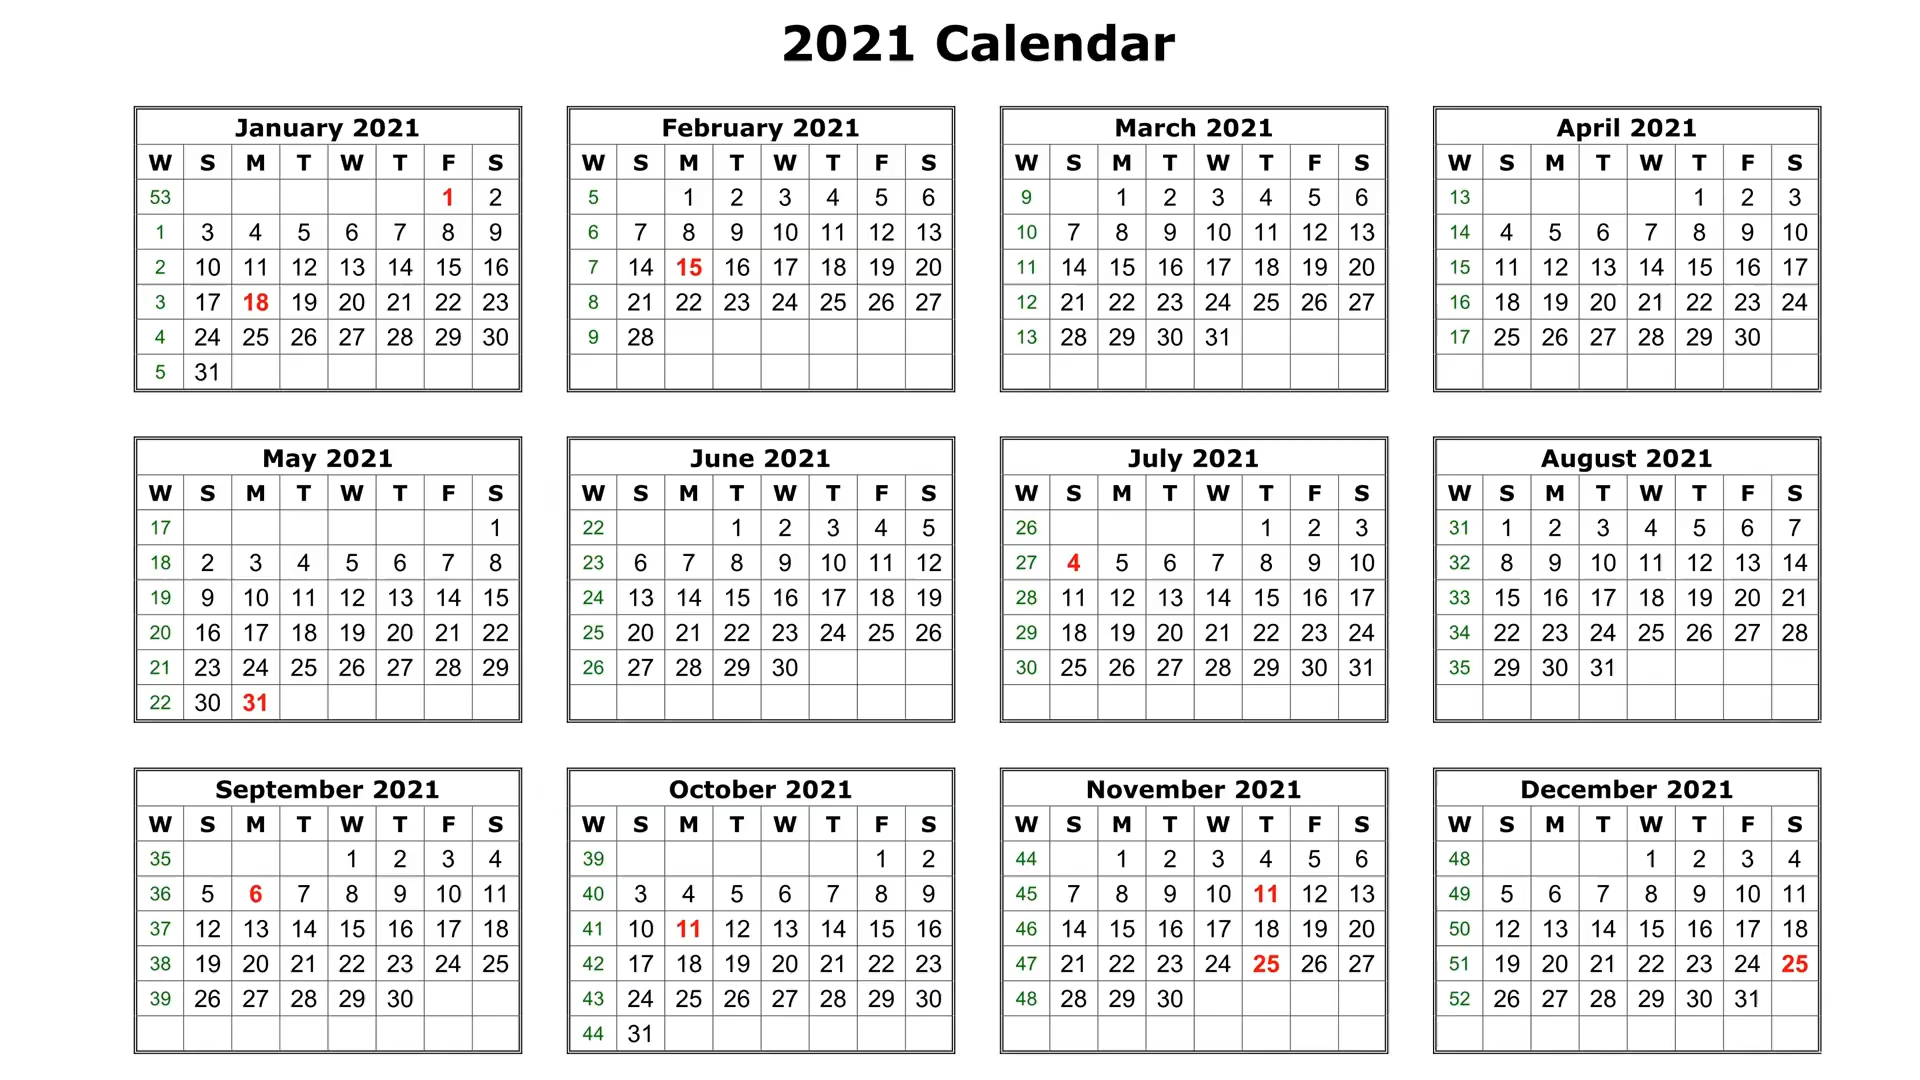 2021 Calendar
January 2021
W S M T W T F S
53 1 2
1 3 4 5 6 7 8 9
2 10 11 12 13 14 15 16
3 17 18 19 20 21 22 23
4 24 25 26 27 28 29 30
5 31
February 2021
W S M T W T F S
5 1 2 3 4 5 6
6 7 8 9 10 11 12 13
7 14 15 16 17 18 19 20
8 21 22 23 24 25 26 27
9 28
March 2021
W S M T W T F S
9 1 2 3 4 5 6
10 7 8 9 10 11 12 13
11 14 15 16 17 18 19 20
12 21 22 23 24 25 26 27
13 28 29 30 31
April 2021
W S M T W T F S
13 1 2 3
14 4 5 6 7 8 9 10
15 11 12 13 14 15 16 17
16 18 19 20 21 22 23 24
17 25 26 27 28 29 30
May 2021
W S M T W T F S
17 1
18 2 3 4 5 6 7 8
19 9 10 11 12 13 14 15
20 16 17 18 19 20 21 22
21 23 24 25 26 27 28 29
22 30 31
June 2021
W S M T W T F S
22 1 2 3 4 5
23 6 7 8 9 10 11 12
24 13 14 15 16 17 18 19
25 20 21 22 23 24 25 26
26 27 28 29 30
July 2021
W S M T W T F S
26 1 2 3
27 4 5 6 7 8 9 10
28 11 12 13 14 15 16 17
29 18 19 20 21 22 23 24
30 25 26 27 28 29 30 31
August 2021
W S M T W T F S
31 1 2 3 4 5 6 7
32 8 9 10 11 12 13 14
33 15 16 17 18 19 20 21
34 22 23 24 25 26 27 28
35 29 30 31
September 2021
W S M T W T F S
35 1 2 3 4
36 5 6 7 8 9 10 11
37 12 13 14 15 16 17 18
38 19 20 21 22 23 24 25
39 26 27 28 29 30
October 2021
W S M T W T F S
39 1 2
40 3 4 5 6 7 8 9
41 10 11 12 13 14 15 16
42 17 18 19 20 21 22 23
43 24 25 26 27 28 29 30
44 31
November 2021
W S M T W T F S
44 1 2 3 4 5 6
45 7 8 9 10 11 12 13
46 14 15 16 17 18 19 20
47 21 22 23 24 25 26 27
48 28 29 30
December 2021
W S M T W T F S
48 1 2 3 4
49 5 6 7 8 9 10 11
50 12 13 14 15 16 17 18
51 19 20 21 22 23 24 25
52 26 27 28 29 30 31